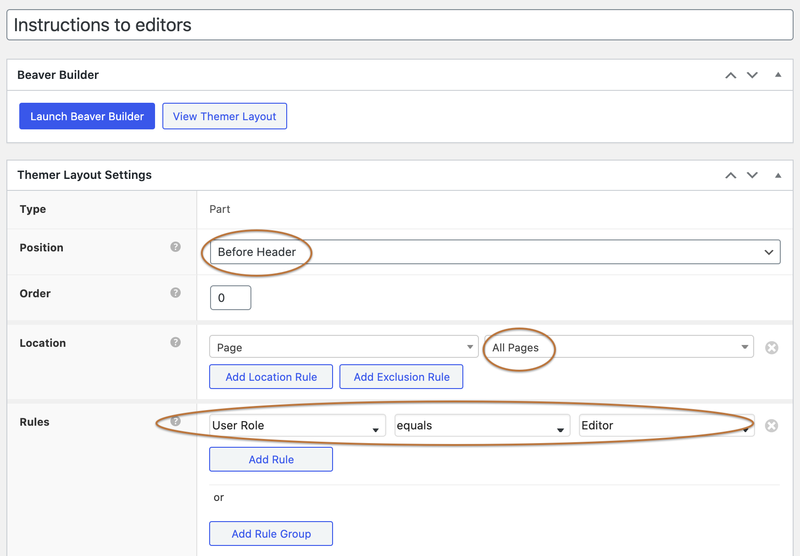 Instructions to editors
Beaver Builder
Launch Beaver Builder View Themer Layout
Themer Layout Settings
Type Part
Position ? Before Header
Order ? 0
Location ? Page All Pages
Add Location Rule Add Exclusion Rule
Rules ? User Role equals Editor
Add Rule
or
Add Rule Group